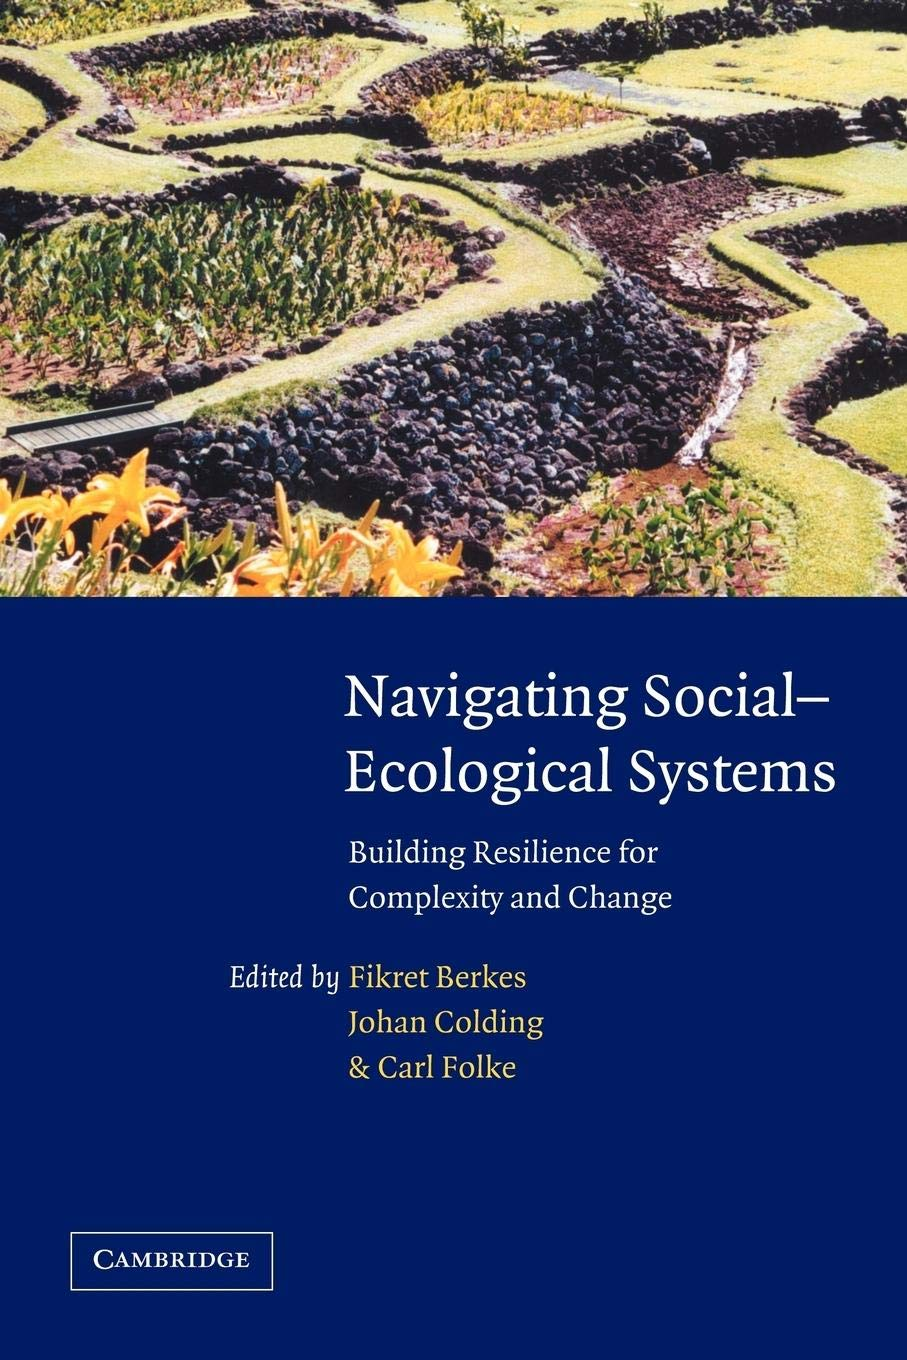 Navigating Social–
Ecological Systems
Building Resilience for
Complexity and Change
Edited by Fikret Berkes
Johan Colding
& Carl Folke
CAMBRIDGE